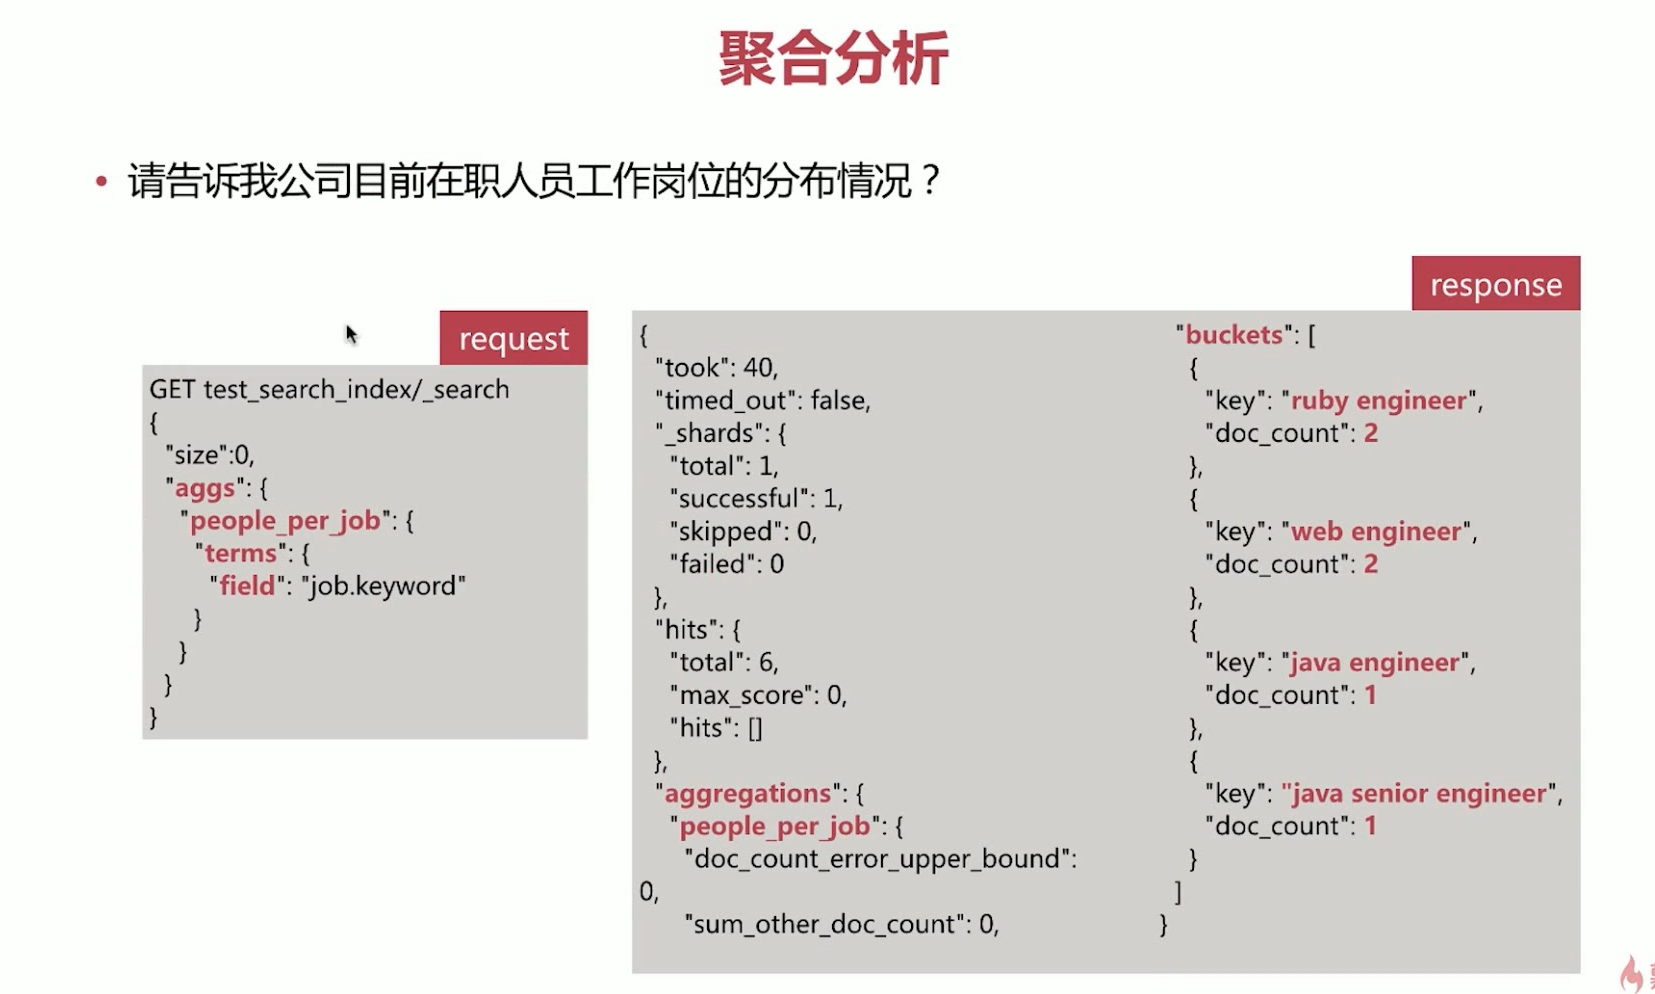 聚合分析
• 请告诉我公司目前在职人员工作岗位的分布情况？
request
GET test_search_index/_search
{
"size":0,
"aggs": {
"people_per_job": {
"terms": {
"field": "job.keyword"
}
}
}
}
response
{
"took": 40,
"timed_out": false,
"_shards": {
"total": 1,
"successful": 1,
"skipped": 0,
"failed": 0
},
"hits": {
"total": 6,
"max_score": 0,
"hits": []
},
"aggregations": {
"people_per_job": {
"doc_count_error_upper_bound":
0,
"sum_other_doc_count": 0,
"buckets": [
{
"key": "ruby engineer",
"doc_count": 2
},
{
"key": "web engineer",
"doc_count": 2
},
{
"key": "java engineer",
"doc_count": 1
},
{
"key": "java senior engineer",
"doc_count": 1
}
]
}